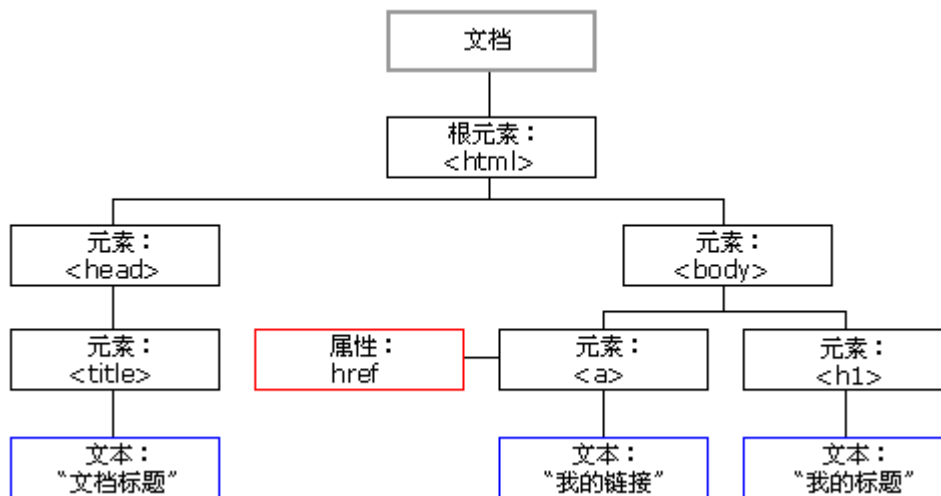 文档
根元素：
<html>
元素：
<head>
元素：
<body>
元素：
<title>
属性：
href
元素：
<a>
元素：
<h1>
文本：
“文档标题”
文本：
“我的链接”
文本：
“我的标题”